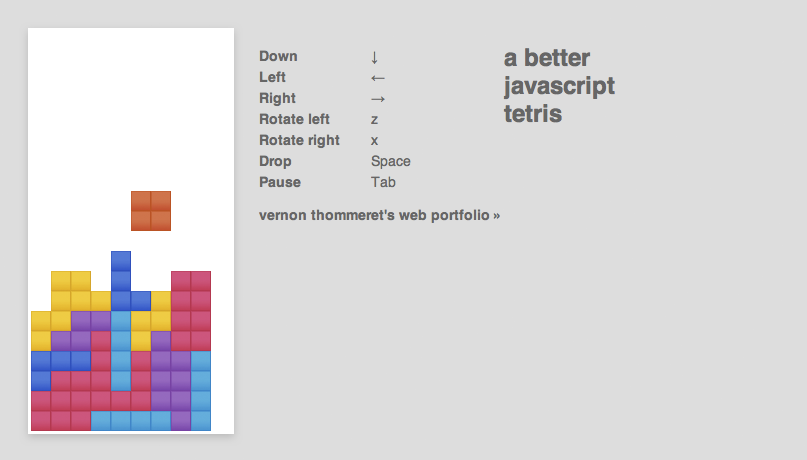 Down ↓
Left ←
Right →
Rotate left z
Rotate right x
Drop Space
Pause Tab
vernon thommeret's web portfolio »
a better
javascript
tetris